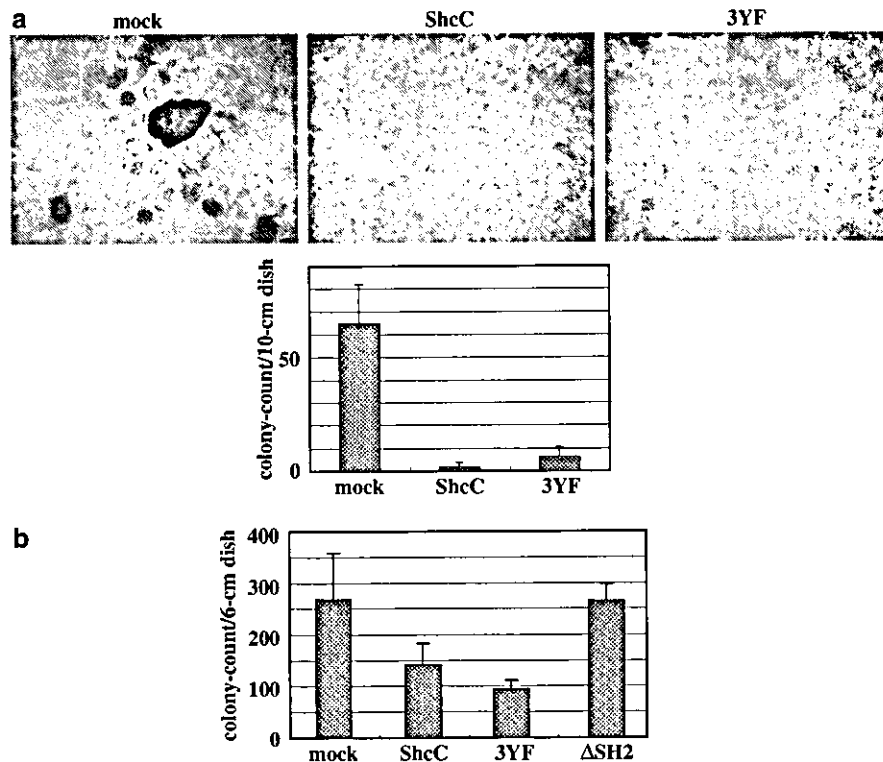 a
mock ShcC 3YF
colony-count/10-cm dish
50
0
mock ShcC 3YF
b
colony-count/6-cm dish
400
300
200
100
0
mock ShcC 3YF ΔSH2